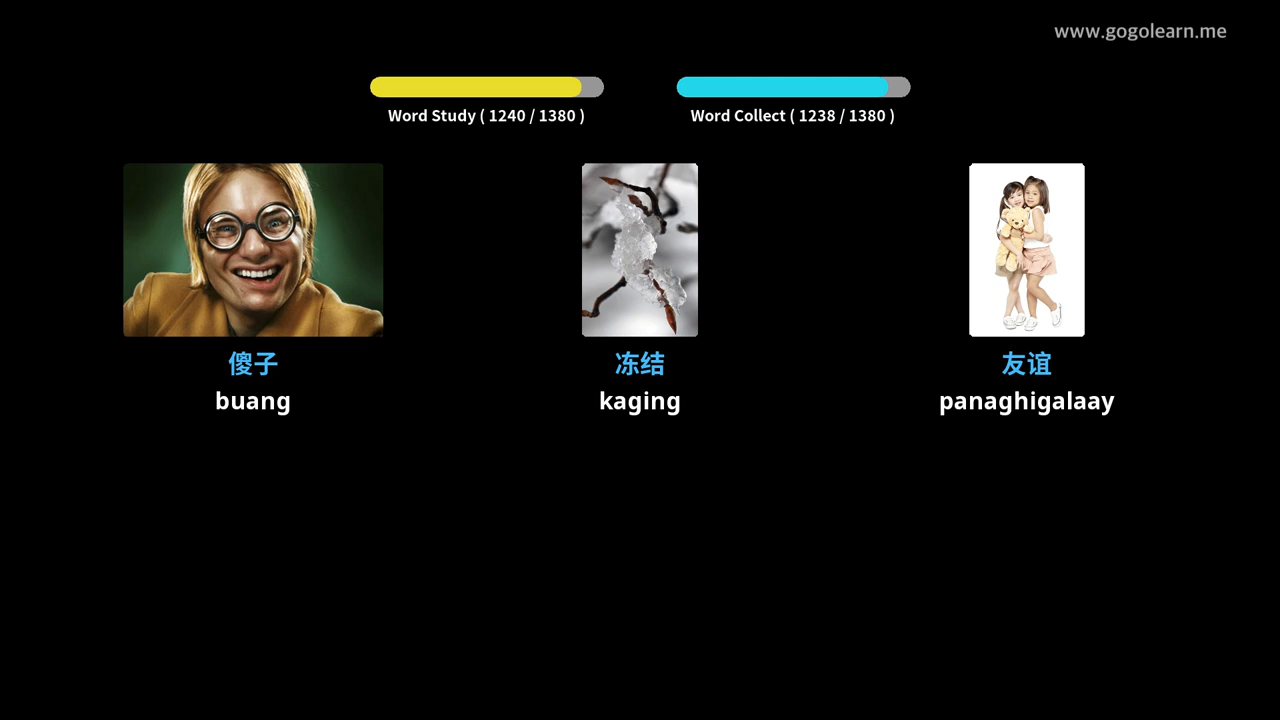 www.gogolearn.me
Word Study ( 1240 / 1380 )
Word Collect ( 1238 / 1380 )
傻子
冻结
友谊
buang
kaging
panaghigalaay